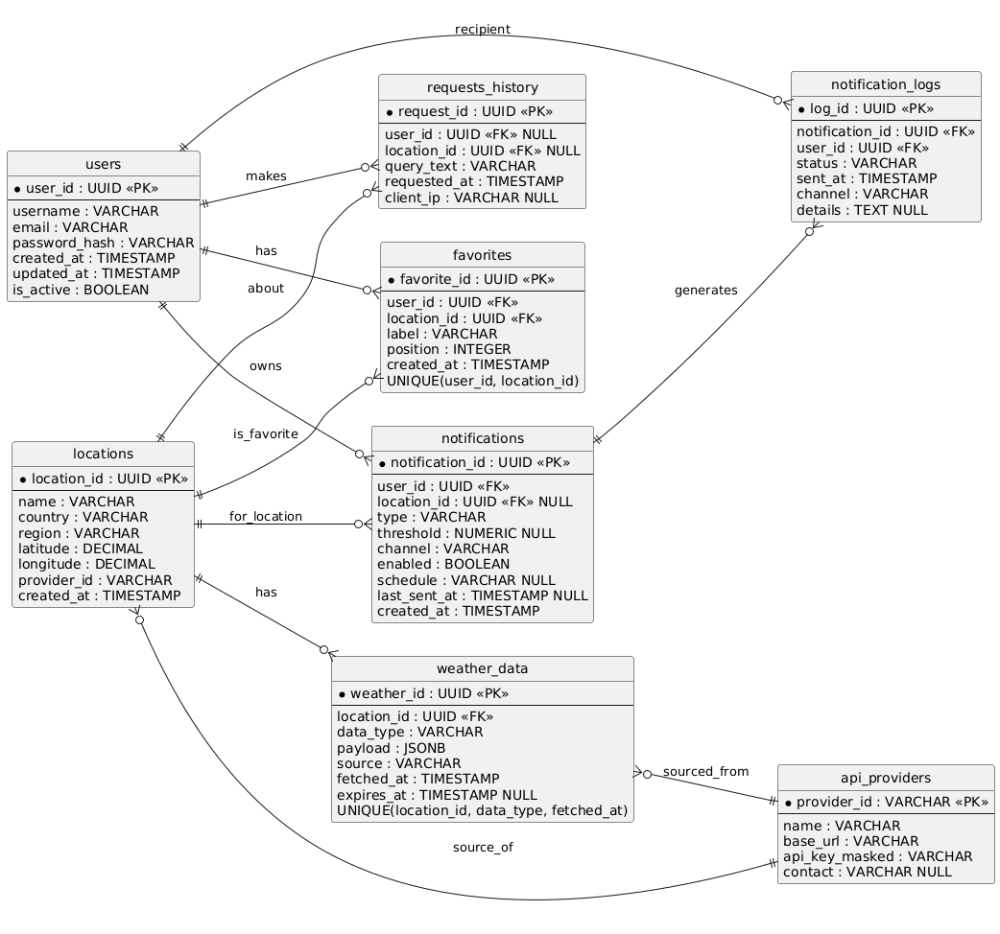 recipient
requests_history
* request_id : UUID «PK»
user_id : UUID «FK» NULL
location_id : UUID «FK» NULL
query_text : VARCHAR
requested_at : TIMESTAMP
client_ip : VARCHAR NULL
notification_logs
* log_id : UUID «PK»
notification_id : UUID «FK»
user_id : UUID «FK»
status : VARCHAR
sent_at : TIMESTAMP
channel : VARCHAR
details : TEXT NULL
users
* user_id : UUID «PK»
username : VARCHAR
email : VARCHAR
password_hash : VARCHAR
created_at : TIMESTAMP
updated_at : TIMESTAMP
is_active : BOOLEAN
makes
has
about
owns
is_favorite
for_location
has
generates
favorites
* favorite_id : UUID «PK»
user_id : UUID «FK»
location_id : UUID «FK»
label : VARCHAR
position : INTEGER
created_at : TIMESTAMP
UNIQUE(user_id, location_id)
locations
* location_id : UUID «PK»
name : VARCHAR
country : VARCHAR
region : VARCHAR
latitude : DECIMAL
longitude : DECIMAL
provider_id : VARCHAR
created_at : TIMESTAMP
notifications
* notification_id : UUID «PK»
user_id : UUID «FK»
location_id : UUID «FK» NULL
type : VARCHAR
threshold : NUMERIC NULL
channel : VARCHAR
enabled : BOOLEAN
schedule : VARCHAR NULL
last_sent_at : TIMESTAMP NULL
created_at : TIMESTAMP
weather_data
* weather_id : UUID «PK»
location_id : UUID «FK»
data_type : VARCHAR
payload : JSONB
source : VARCHAR
fetched_at : TIMESTAMP
expires_at : TIMESTAMP NULL
UNIQUE(location_id, data_type, fetched_at)
sourced_from
source_of
api_providers
* provider_id : VARCHAR «PK»
name : VARCHAR
base_url : VARCHAR
api_key_masked : VARCHAR
contact : VARCHAR NULL